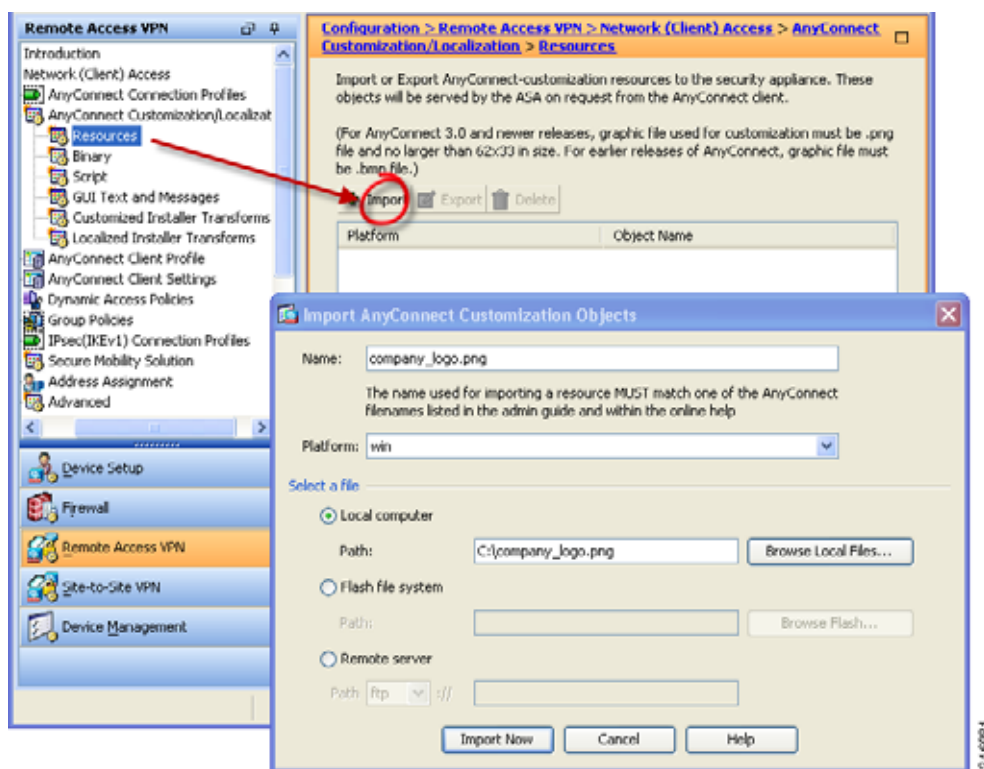 Remote Access VPN
Introduction
Network (Client) Access
AnyConnect Connection Profiles
AnyConnect Customization/Localizat
Resources
Binary
Script
GUI Text and Messages
Customized Installer Transforms
Localized Installer Transforms
AnyConnect Client Profile
AnyConnect Client Settings
Dynamic Access Policies
Group Policies
IPsec(IKEv1) Connection Profiles
Secure Mobility Solution
Address Assignment
Advanced
Device Setup
Firewall
Remote Access VPN
Site-to-Site VPN
Device Management
Configuration > Remote Access VPN > Network (Client) Access > AnyConnect
Customization/Localization > Resources
Import or Export AnyConnect-customization resources to the security appliance. These
objects will be served by the ASA on request from the AnyConnect client.
(For AnyConnect 3.0 and newer releases, graphic file used for customization must be .png
file and no larger than 62x33 in size. For earlier releases of AnyConnect, graphic file must
be .bmp file.)
Import Export Delete
Platform Object Name
Import AnyConnect Customization Objects
Name: company_logo.png
The name used for importing a resource MUST match one of the AnyConnect
filenames listed in the admin guide and within the online help
Platform: win
Select a file
Local computer
Path: C:\company_logo.png Browse Local Files...
Flash file system
Path: Browse Flash...
Remote server
Path ftp ://
Import Now Cancel Help